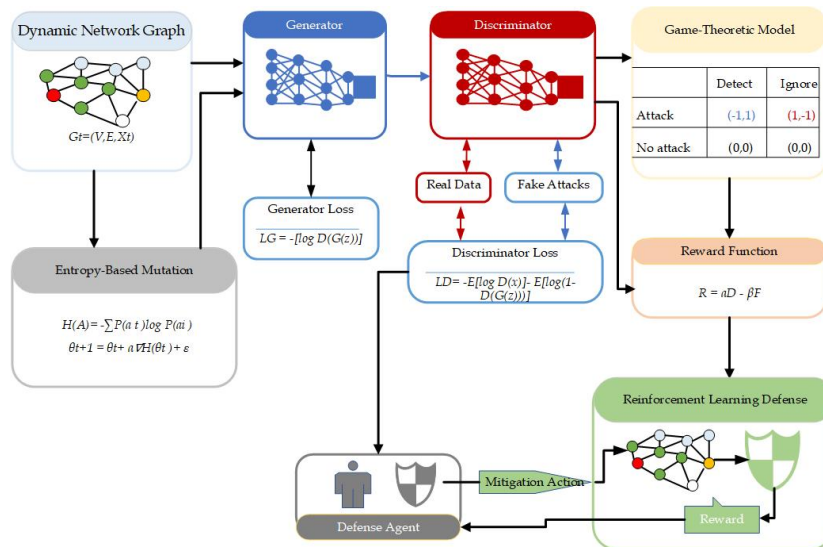 Dynamic Network Graph
Gt=(V,E,Xt)
Generator
Discriminator
Game-Theoretic Model
Detect Ignore
Attack (-1,1) (1,-1)
No attack (0,0) (0,0)
Generator Loss
LG = -[log D(G(z))]
Real Data
Fake Attacks
Discriminator Loss
LD= -E[log D(x)]- E[log(1-
D(G(z)))]
Entropy-Based Mutation
H(A)= -∑ P(a t ) log P(ai )
θt+1 = θt+ a∇H(θt ) + ε
Reward Function
R = aD - βF
Reinforcement Learning Defense
Mitigation Action
Reward
Defense Agent